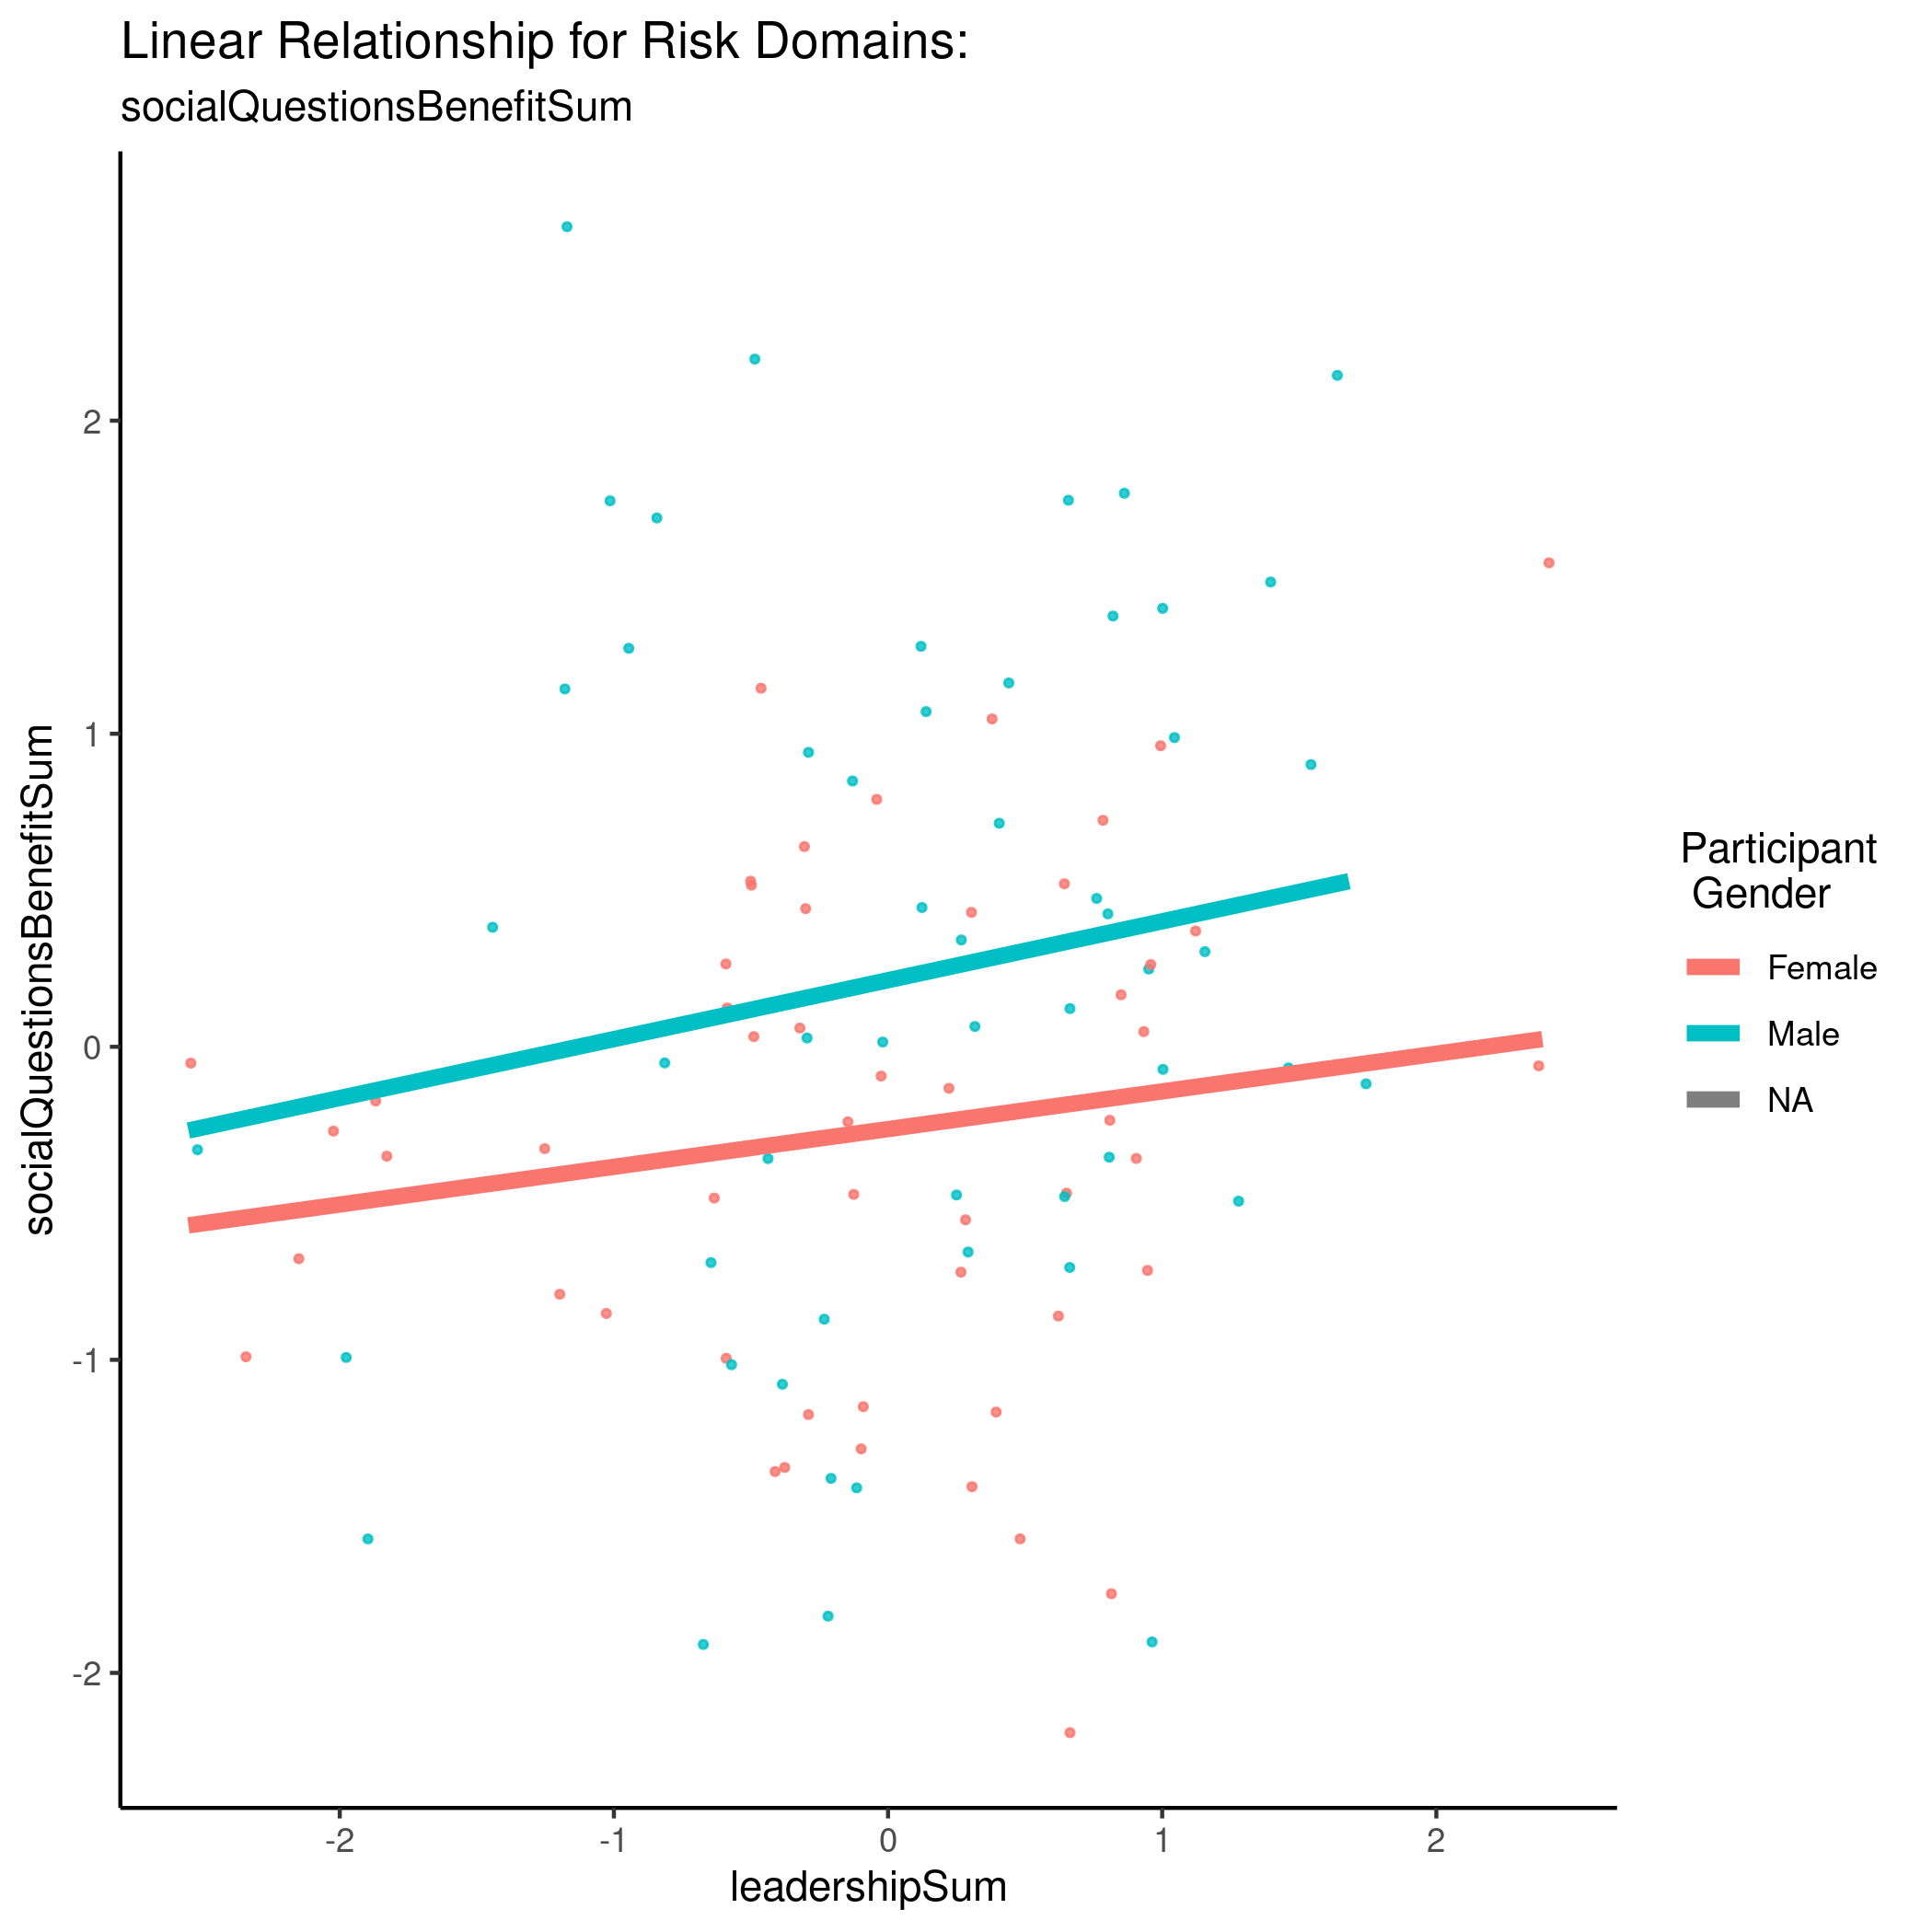 Linear Relationship for Risk Domains:
socialQuestionsBenefitSum
socialQuestionsBenefitSum
2
1
0
-1
-2
-2
-1
0
1
2
leadershipSum
Participant
Gender
Female
Male
NA